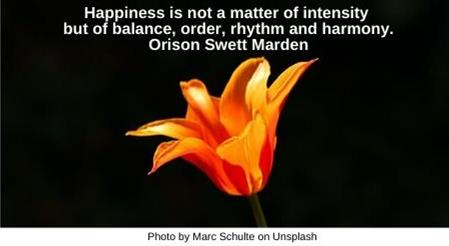 Happiness is not a matter of intensity
but of balance, order, rhythm and harmony.
Orison Swett Marden
Photo by Marc Schulte on Unsplash